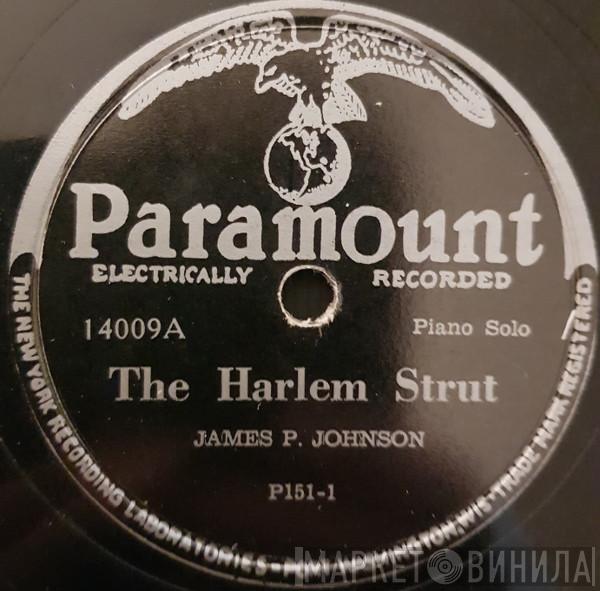 Paramount
ELECTRICALLY RECORDED
14009A
Piano Solo
The Harlem Strut
JAMES P. JOHNSON
P151-1
THE NEW YORK RECORDING LABORATORIES - TRADE MARK REGISTERED
МАРКЕТ ВИНИЛА